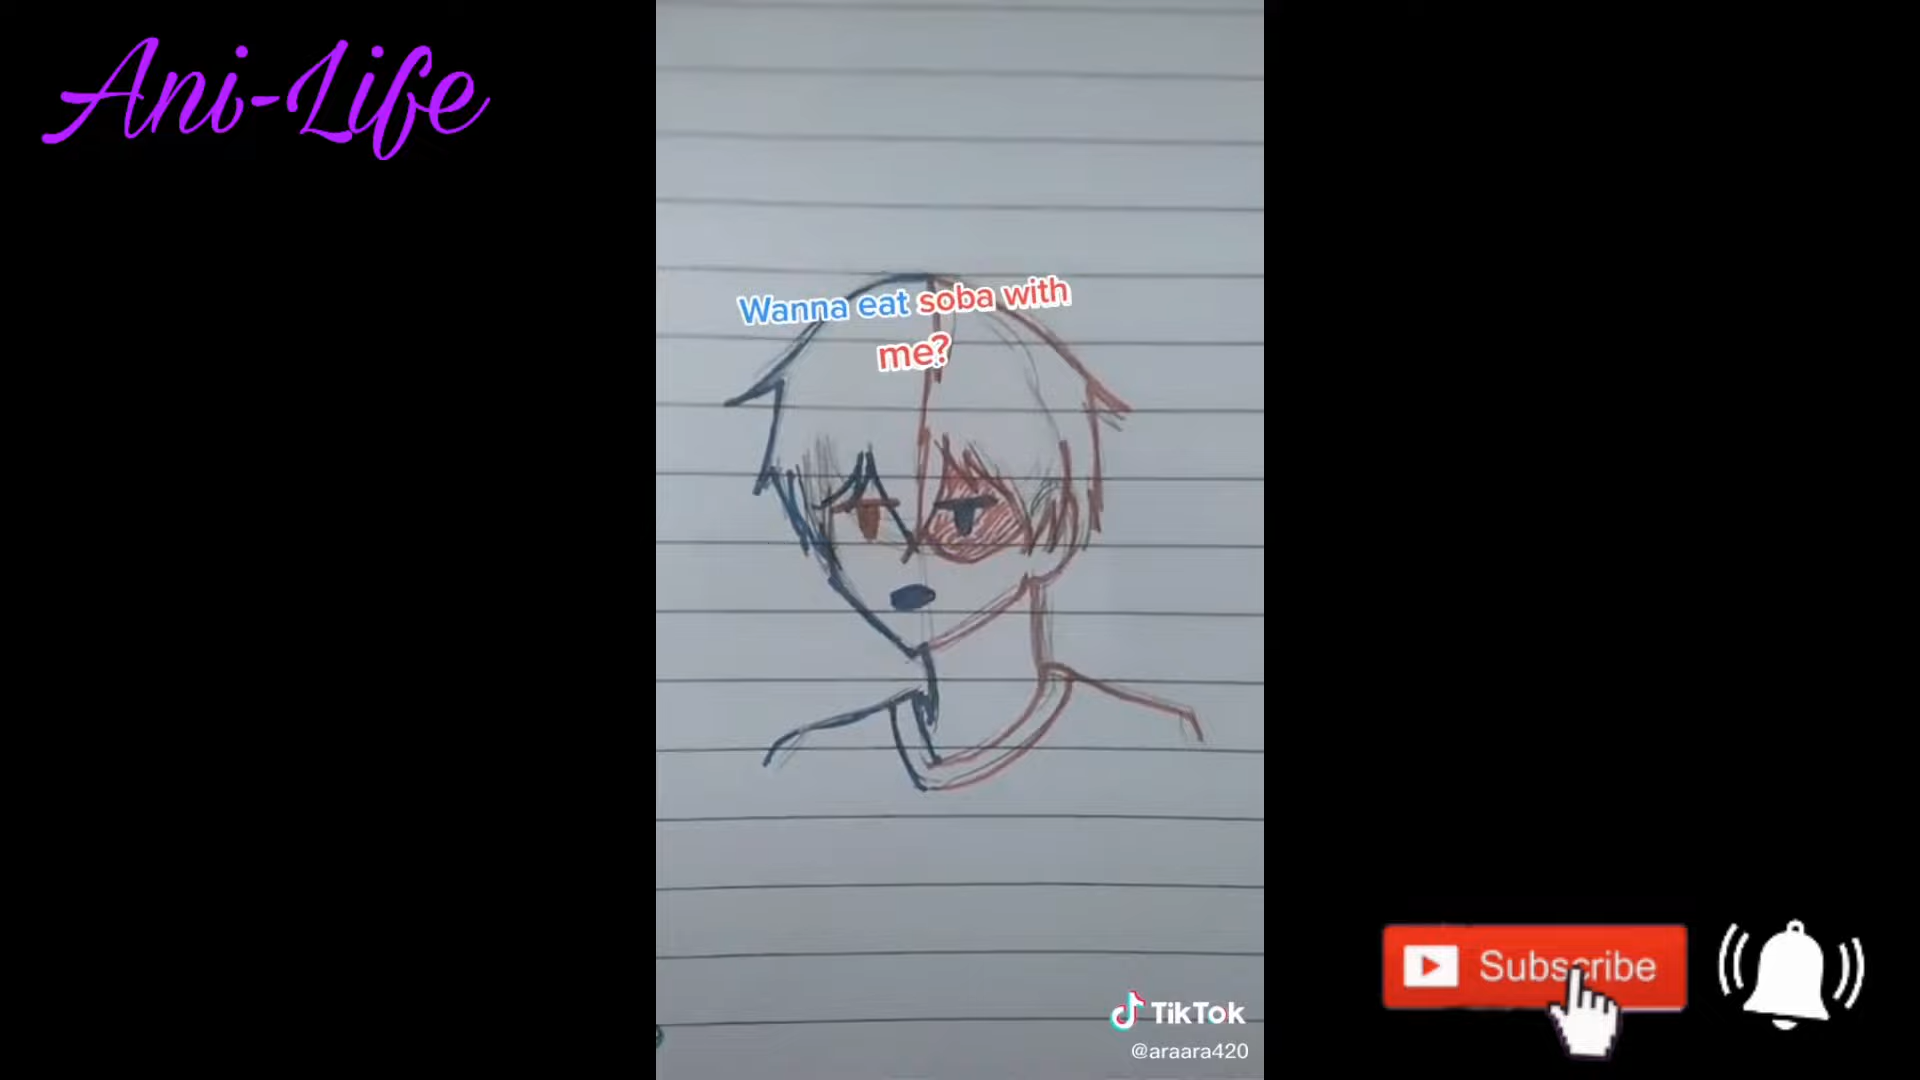 Ani-Life
Wanna eat soba with
me?
Subscribe
TikTok
@araara420